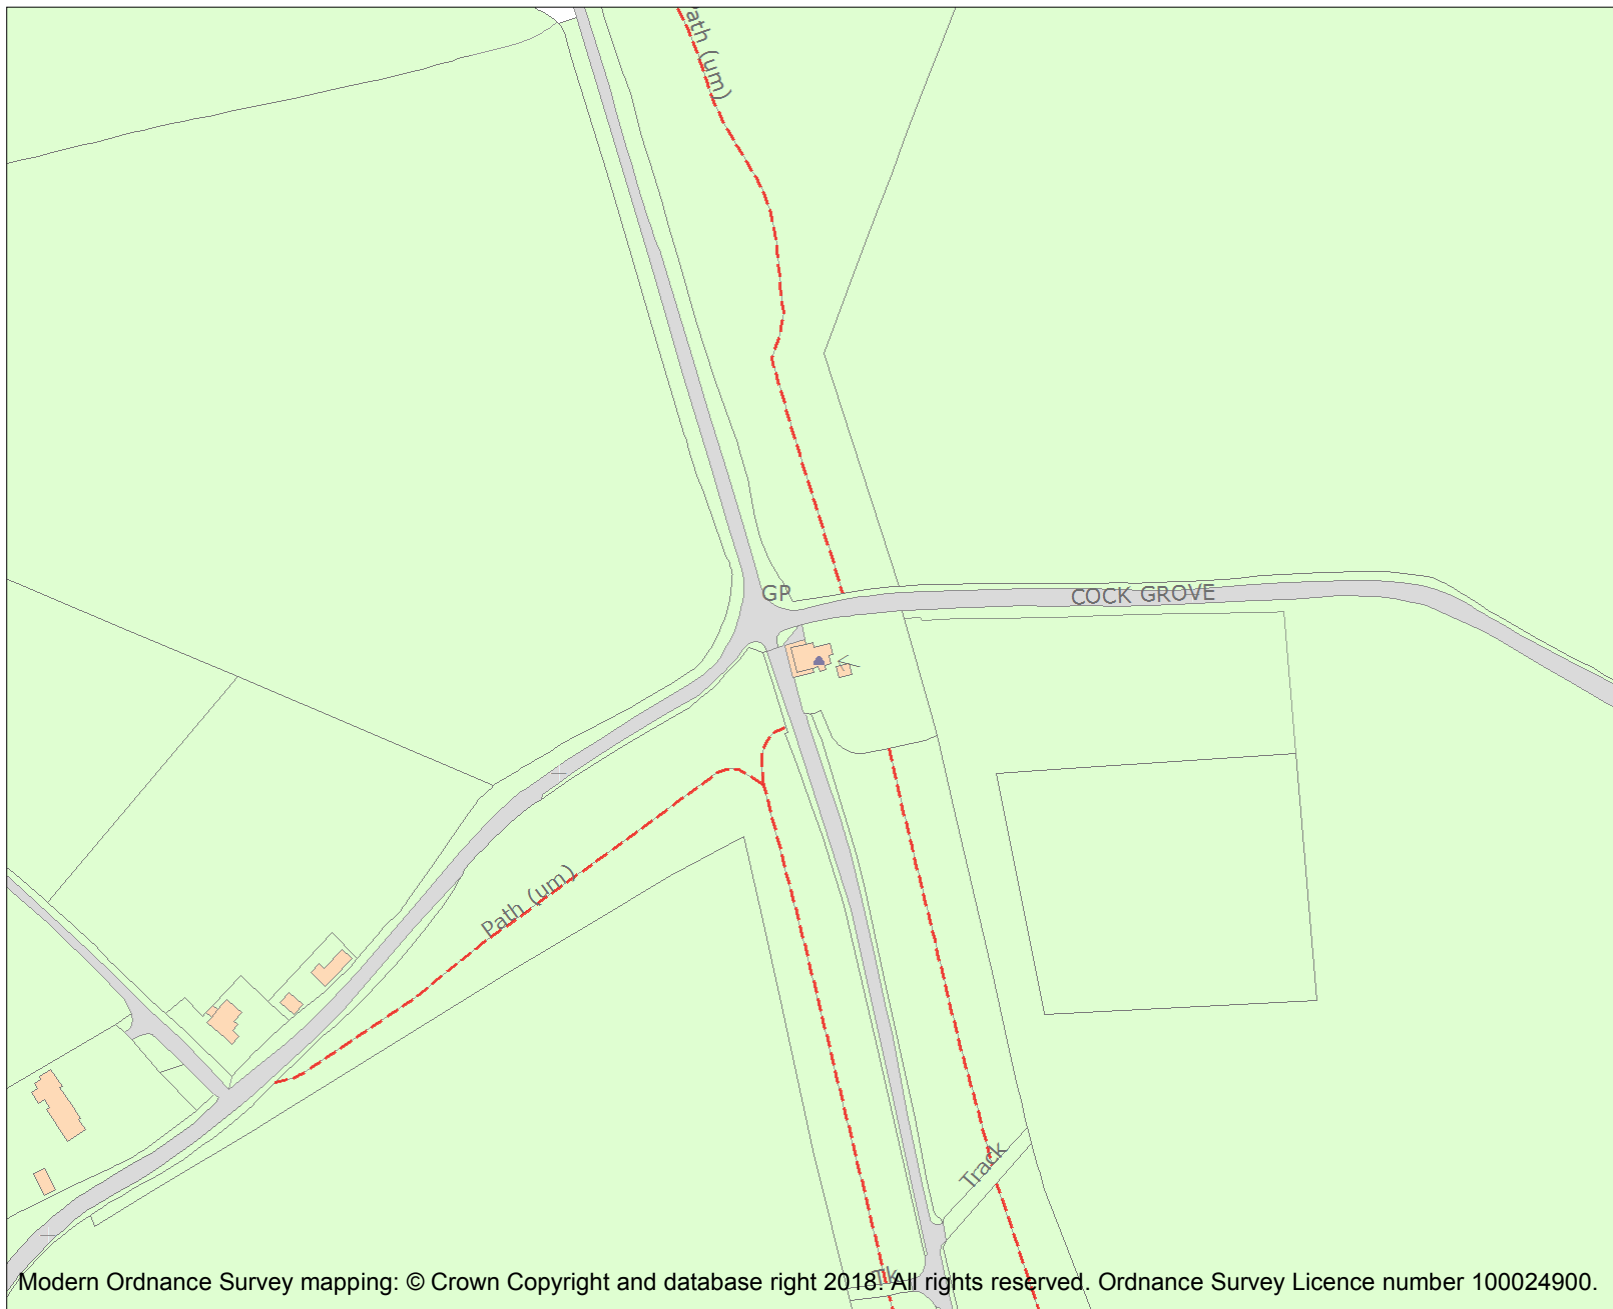 ath (um)
GP
COCK GROVE
Path (um)
Track
Tk
Modern Ordnance Survey mapping: © Crown Copyright and database right 2018. All rights reserved. Ordnance Survey Licence number 100024900.